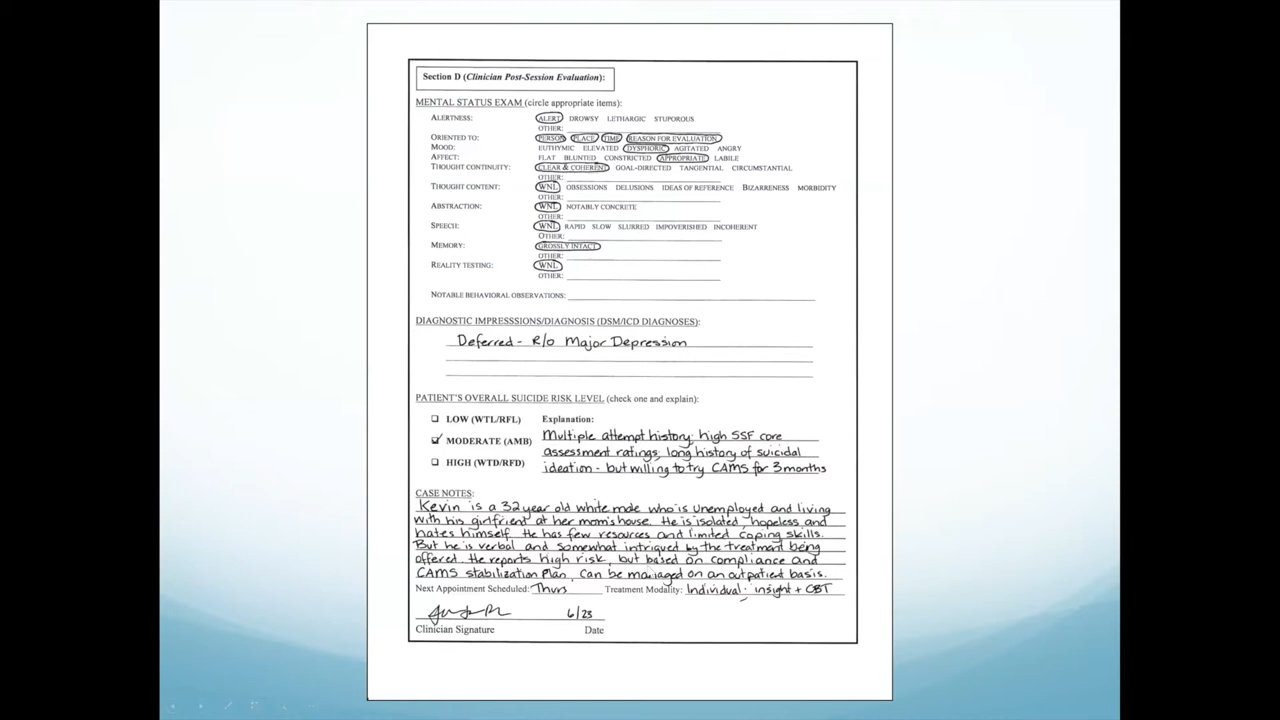 Section D (Clinician Post-Session Evaluation):
MENTAL STATUS EXAM (circle appropriate items):
ALERTNESS: ALERT DROWSY LETHARGIC STUPOROUS
OTHER:
ORIENTED TO: PERSON PLACE TIME REASON FOR EVALUATION
MOOD: EUTHYMIC ELEVATED DYSPHORIC AGITATED ANGRY
AFFECT: FLAT BLUNTED CONSTRICTED APPROPRIATE LABILE
THOUGHT CONTINUITY: CLEAR & COHERENT GOAL-DIRECTED TANGENTIAL CIRCUMSTANTIAL
OTHER:
THOUGHT CONTENT: WNL OBSESSIONS DELUSIONS IDEAS OF REFERENCE BIZARRENESS MORBIDITY
OTHER:
ABSTRACTION: WNL NOTABLY CONCRETE
OTHER:
SPEECH: WNL RAPID SLOW SLURRED IMPOVERISHED INCOHERENT
OTHER:
MEMORY: GROSSLY INTACT
OTHER:
REALITY TESTING: WNL
OTHER:
NOTABLE BEHAVIORAL OBSERVATIONS:
DIAGNOSTIC IMPRESSSIONS/DIAGNOSIS (DSM/ICD DIAGNOSES):
Deferred - R/o Major Depression
PATIENT'S OVERALL SUICIDE RISK LEVEL (check one and explain):
LOW (WTL/RFL) Explanation:
MODERATE (AMB) Multiple attempt history; high SSF core
assessment ratings; long history of suicidal
HIGH (WTD/RFD) ideation - but willing to try CAMS for 3 months
CASE NOTES:
Kevin is a 32 year old white male who is unemployed and living
with his girlfriend at her mom's house. He is isolated, hopeless and
hates himself. He has few resources and limited coping skills.
But he is verbal and somewhat intrigued by the treatment being
offered. He reports high risk, but based on compliance and
CAMS stabilization Plan, can be managed on an outpatient basis.
Next Appointment Scheduled: Thurs Treatment Modality: Individual: insight + CBT
6/23
Clinician Signature Date